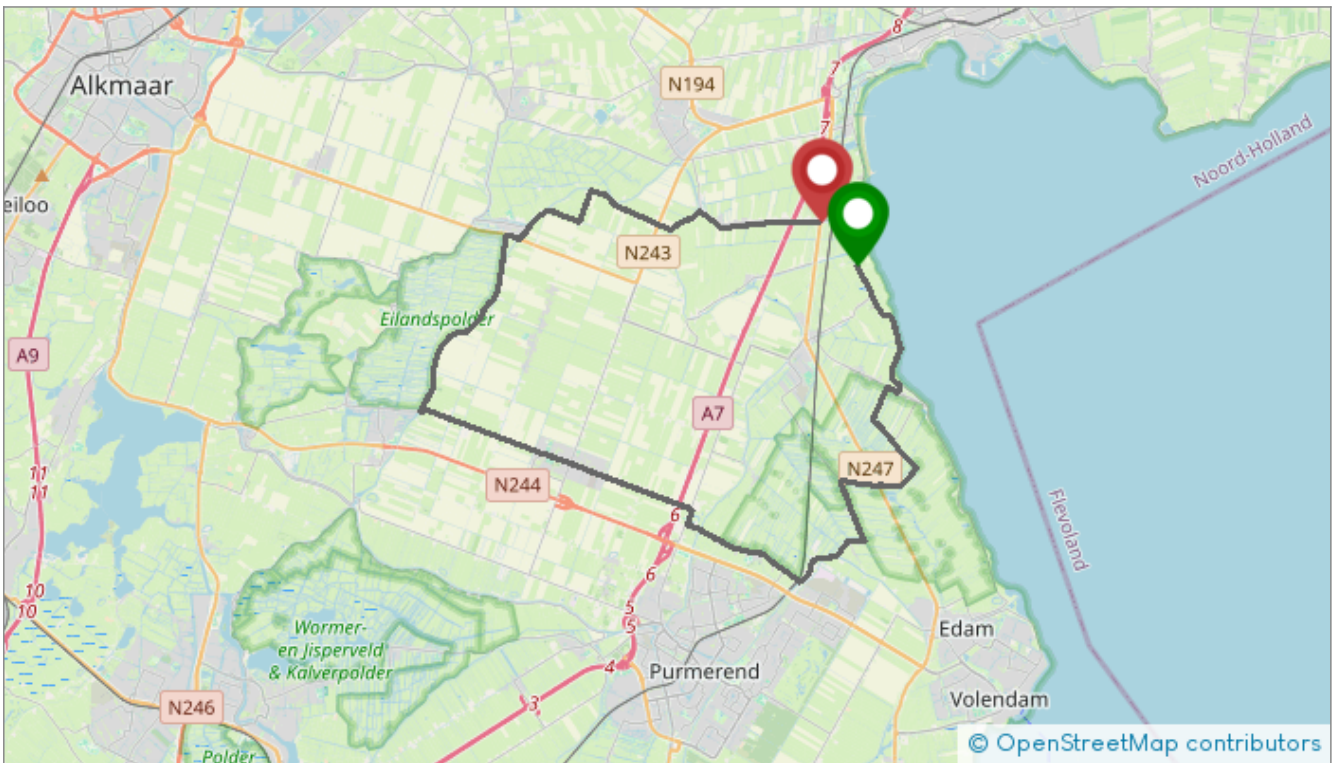 8
7
Alkmaar
N194
7
Noord-Holland
eiloo
N243
Eilandspolder
A9
A7
11
11
N247
N244
6
Flevoland
6
10
10
5
5
Wormer-
en Jisperveld
& Kalverpolder
Edam
4
Purmerend
3
N246
Volendam
Polder
© OpenStreetMap contributors